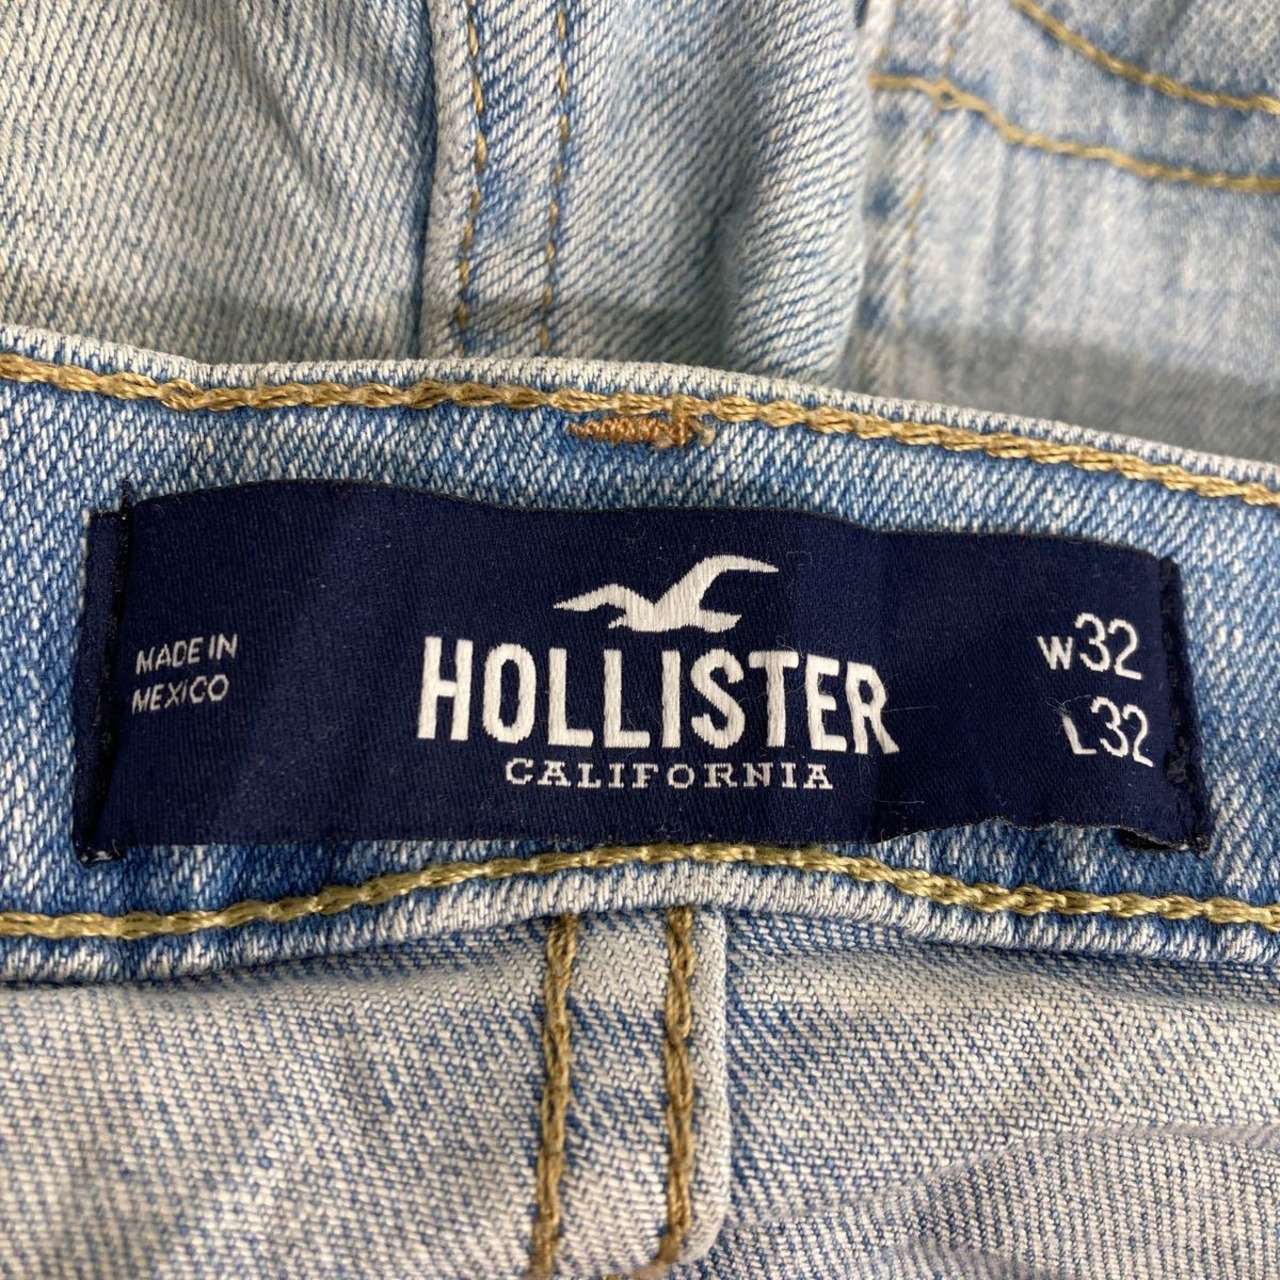 MADE IN
MEXICO
HOLLISTER
CALIFORNIA
W32
L32